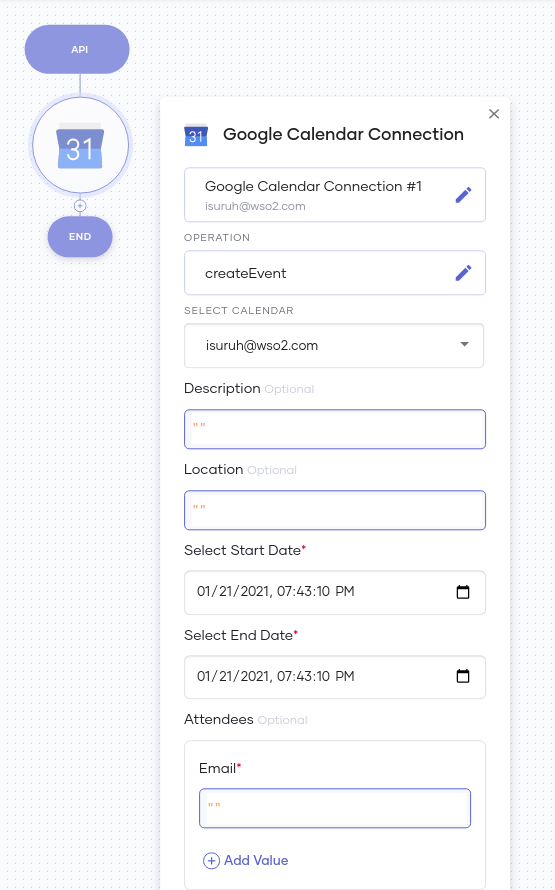 API
31
END
31 Google Calendar Connection
Google Calendar Connection #1
isuruh@wso2.com
OPERATION
createEvent
SELECT CALENDAR
isuruh@wso2.com
Description Optional
""
Location Optional
""
Select Start Date*
01/21/2021, 07:43:10 PM
Select End Date*
01/21/2021, 07:43:10 PM
Attendees Optional
Email*
""
Add Value